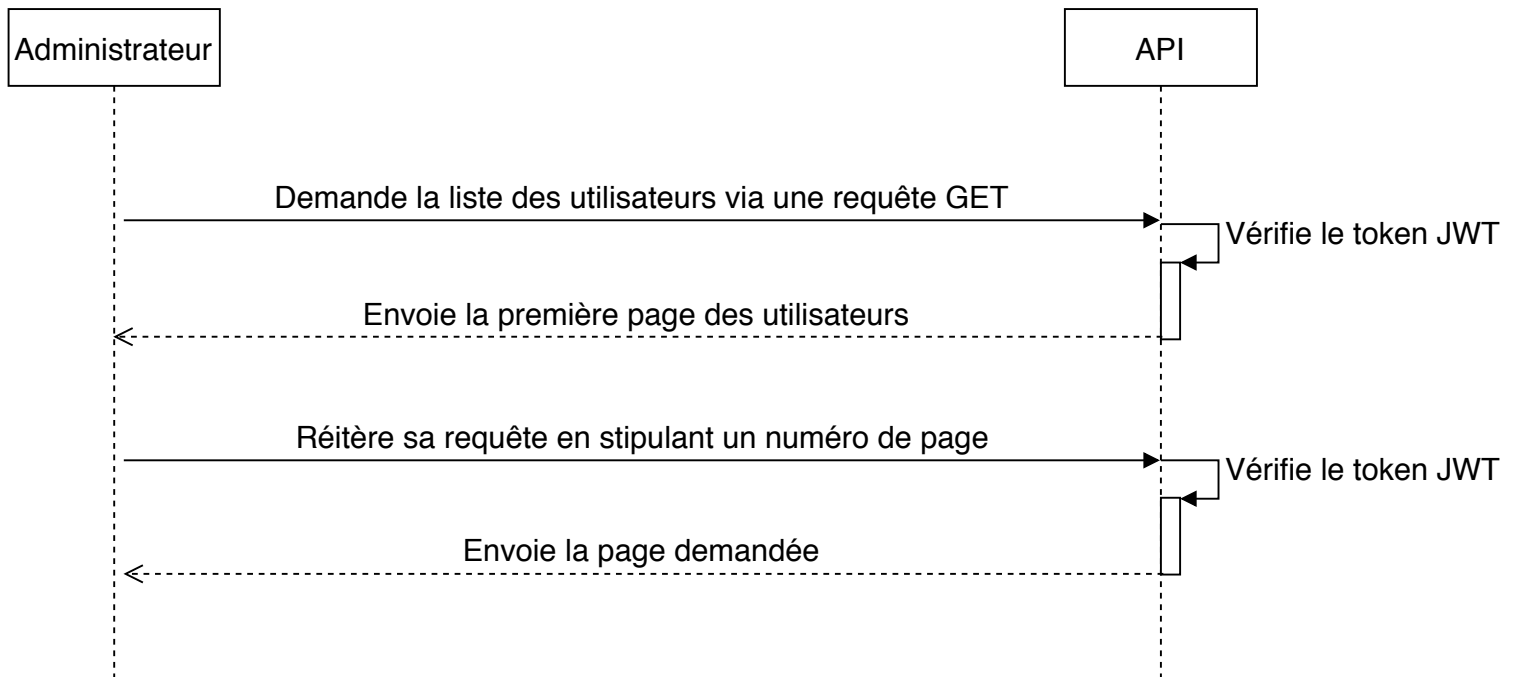 Administrateur
API
Demande la liste des utilisateurs via une requête GET
Vérifie le token JWT
Envoie la première page des utilisateurs
Réitère sa requête en stipulant un numéro de page
Vérifie le token JWT
Envoie la page demandée